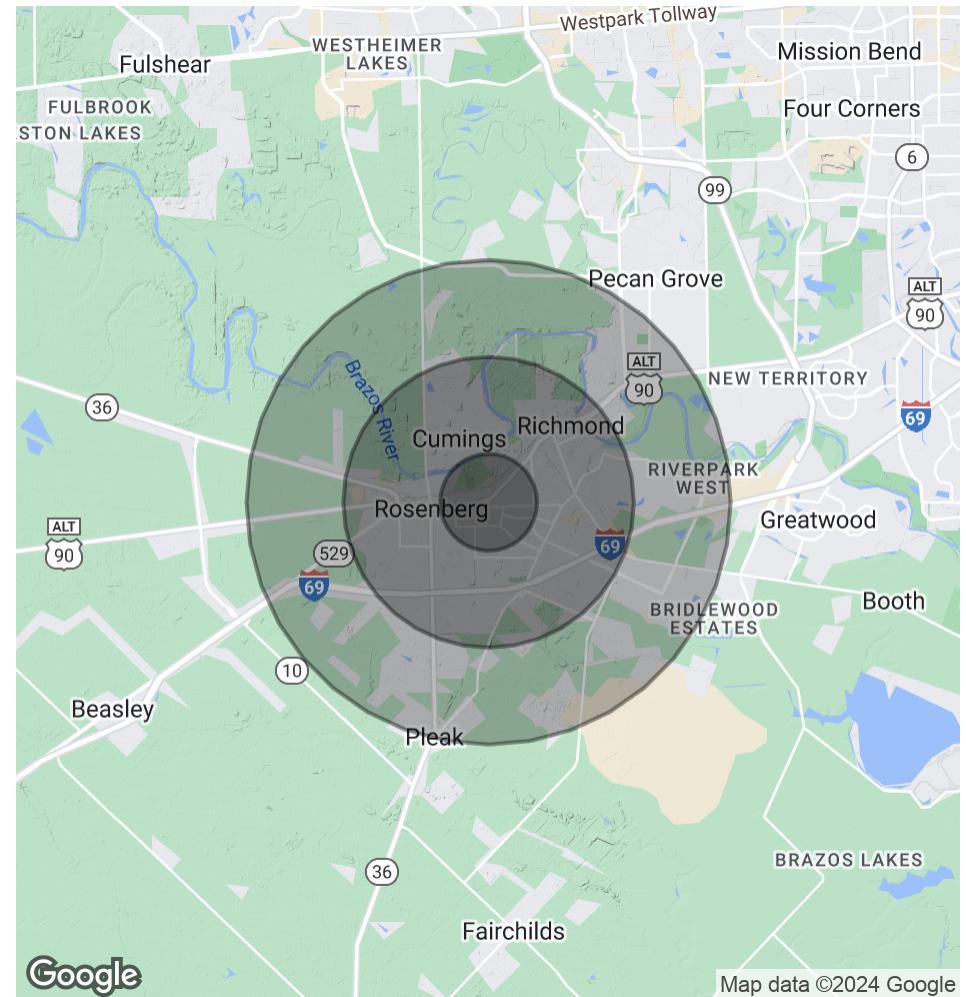 Westpark Tollway
WESTHEIMER
LAKES
Mission Bend
Fulshear
FULBROOK
STON LAKES
Four Corners
6
99
Pecan Grove
ALT
90
ALT
90
NEW TERRITORY
36
69
Brazos River
Cumings
Richmond
RIVERPARK
WEST
Rosenberg
Greatwood
ALT
90
529
69
69
Booth
BRIDLEWOOD
ESTATES
10
Beasley
Pleak
36
BRAZOS LAKES
Fairchilds
Google
Map data ©2024 Google